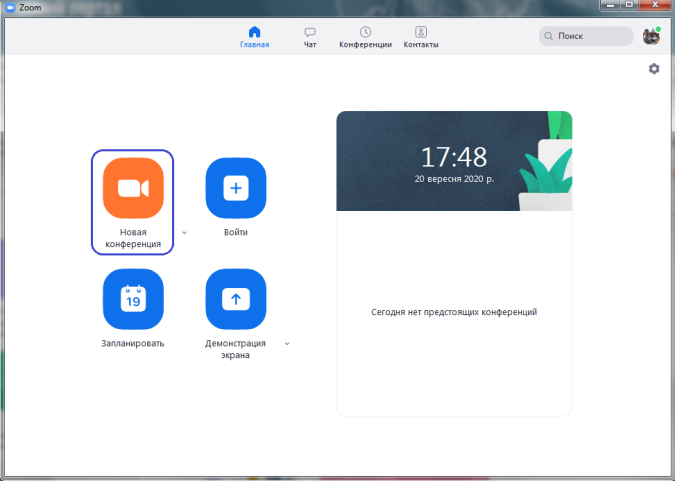 Zoom
Главная
Чат
Конференции
Контакты
Поиск
Новая
конференция
Войти
19
Запланировать
Демонстрация
экрана
17:48
20 вересня 2020 р.
Сегодня нет предстоящих конференций